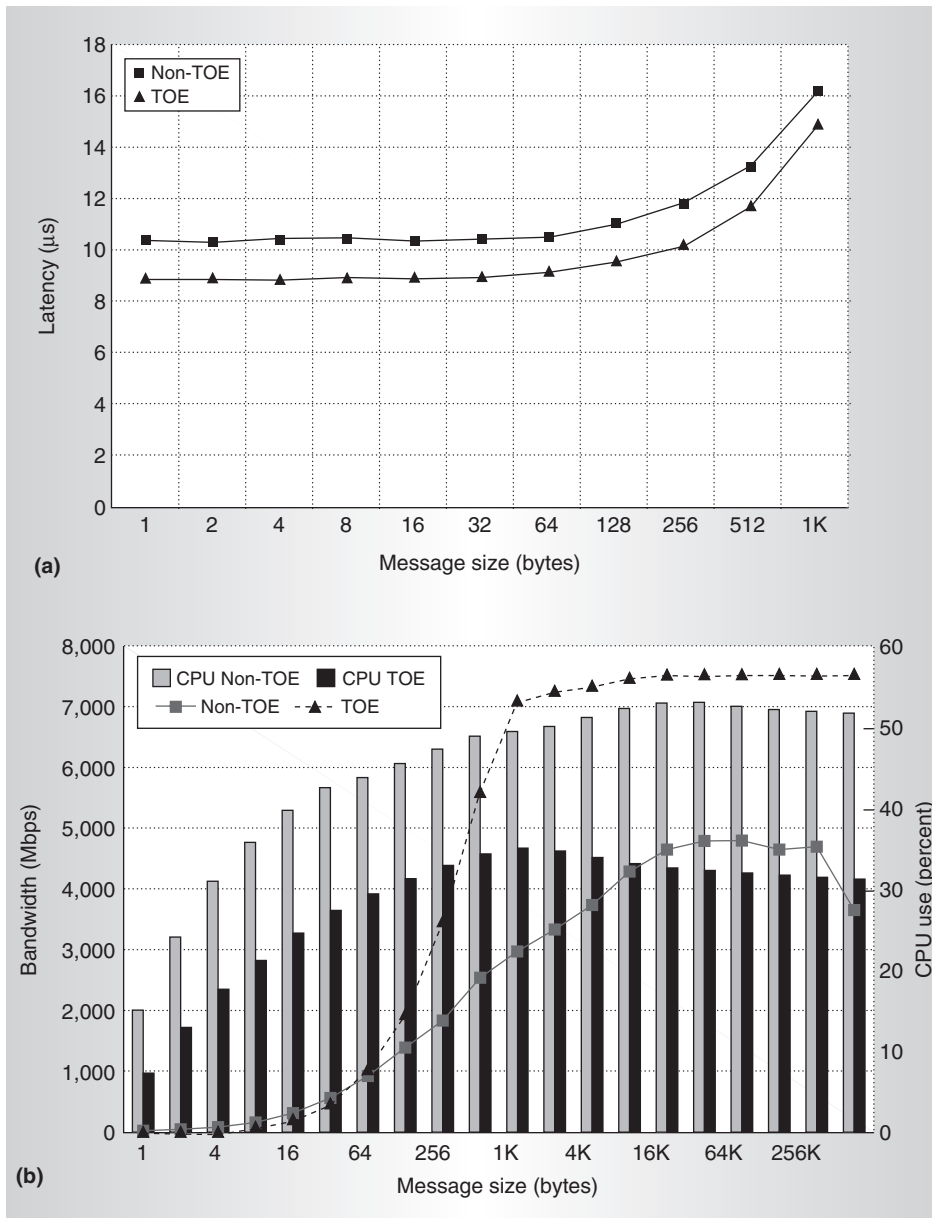 18
16
14
12
10
8
6
4
2
0
Non-TOE
TOE
Latency (μs)
1 2 4 8 16 32 64 128 256 512 1K
Message size (bytes)
(a)
8,000
7,000
6,000
5,000
4,000
3,000
2,000
1,000
0
CPU Non-TOE CPU TOE
Non-TOE TOE
Bandwidth (Mbps)
60
50
40
30
20
10
0
CPU use (percent)
1 4 16 64 256 1K 4K 16K 64K 256K
Message size (bytes)
(b)